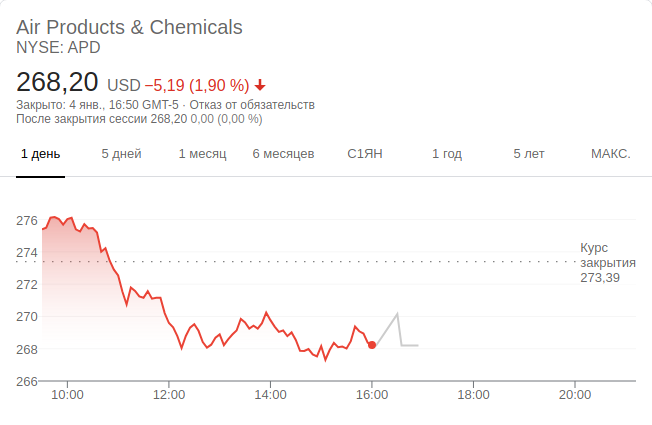 Air Products & Chemicals
NYSE: APD
268,20 USD −5,19 (1,90 %)
Закрыто: 4 янв., 16:50 GMT-5 · Отказ от обязательств
После закрытия сессии 268,20 0,00 (0,00 %)
1 день 5 дней 1 месяц 6 месяцев С1ЯН 1 год 5 лет МАКС.
276
274
272
270
268
266
Курс
закрытия
273,39
10:00 12:00 14:00 16:00 18:00 20:00